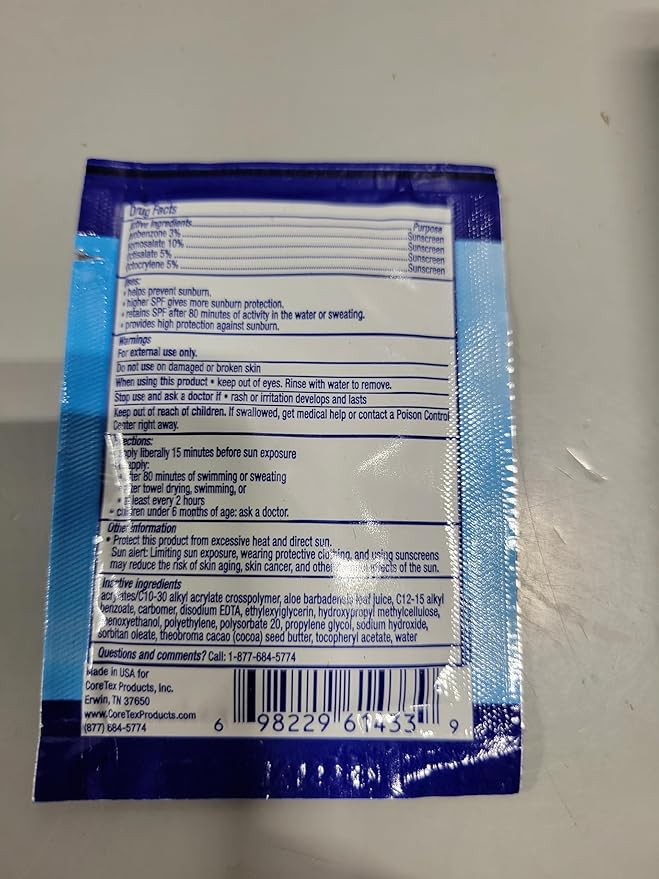 Drug Facts
Active Ingredients Purpose
avobenzone 3% Sunscreen
homosalate 10% Sunscreen
octisalate 5% Sunscreen
octocrylene 5% Sunscreen
Uses:
• helps prevent sunburn.
• higher SPF gives more sunburn protection.
• retains SPF after 80 minutes of activity in the water or sweating.
• provides high protection against sunburn.
Warnings
For external use only.
Do not use on damaged or broken skin
When using this product • keep out of eyes. Rinse with water to remove.
Stop use and ask a doctor if • rash or irritation develops and lasts
Keep out of reach of children. If swallowed, get medical help or contact a Poison Control
Center right away.
Directions:
apply liberally 15 minutes before sun exposure
reapply:
• after 80 minutes of swimming or sweating
after towel drying, swimming, or
• at least every 2 hours
• children under 6 months of age: ask a doctor.
Other information
• Protect this product from excessive heat and direct sun.
Sun alert: Limiting sun exposure, wearing protective clothing, and using sunscreens
may reduce the risk of skin aging, skin cancer, and other effects of the sun.
Inactive ingredients
acrylates/C10-30 alkyl acrylate crosspolymer, aloe barbadensis leaf juice, C12-15 alkyl
benzoate, carbomer, disodium EDTA, ethylexylglycerin, hydroxypropyl methylcellulose,
phenoxyethanol, polyethylene, polysorbate 20, propylene glycol, sodium hydroxide,
sorbitan oleate, theobroma cacao (cocoa) seed butter, tocopheryl acetate, water
Questions and comments? Call: 1-877-684-5774
Made in USA for
CoreTex Products, Inc.
Erwin, TN 37650
www.CoreTexProducts.com
(877) 684-5774
6 98229 61433 9